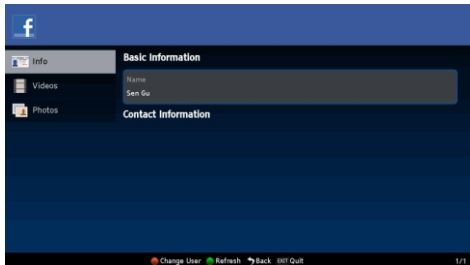 f
Info
Videos
Photos
Basic Information
Name
Sen Gu
Contact Information
Change User Refresh Back EXIT Quit 1/1